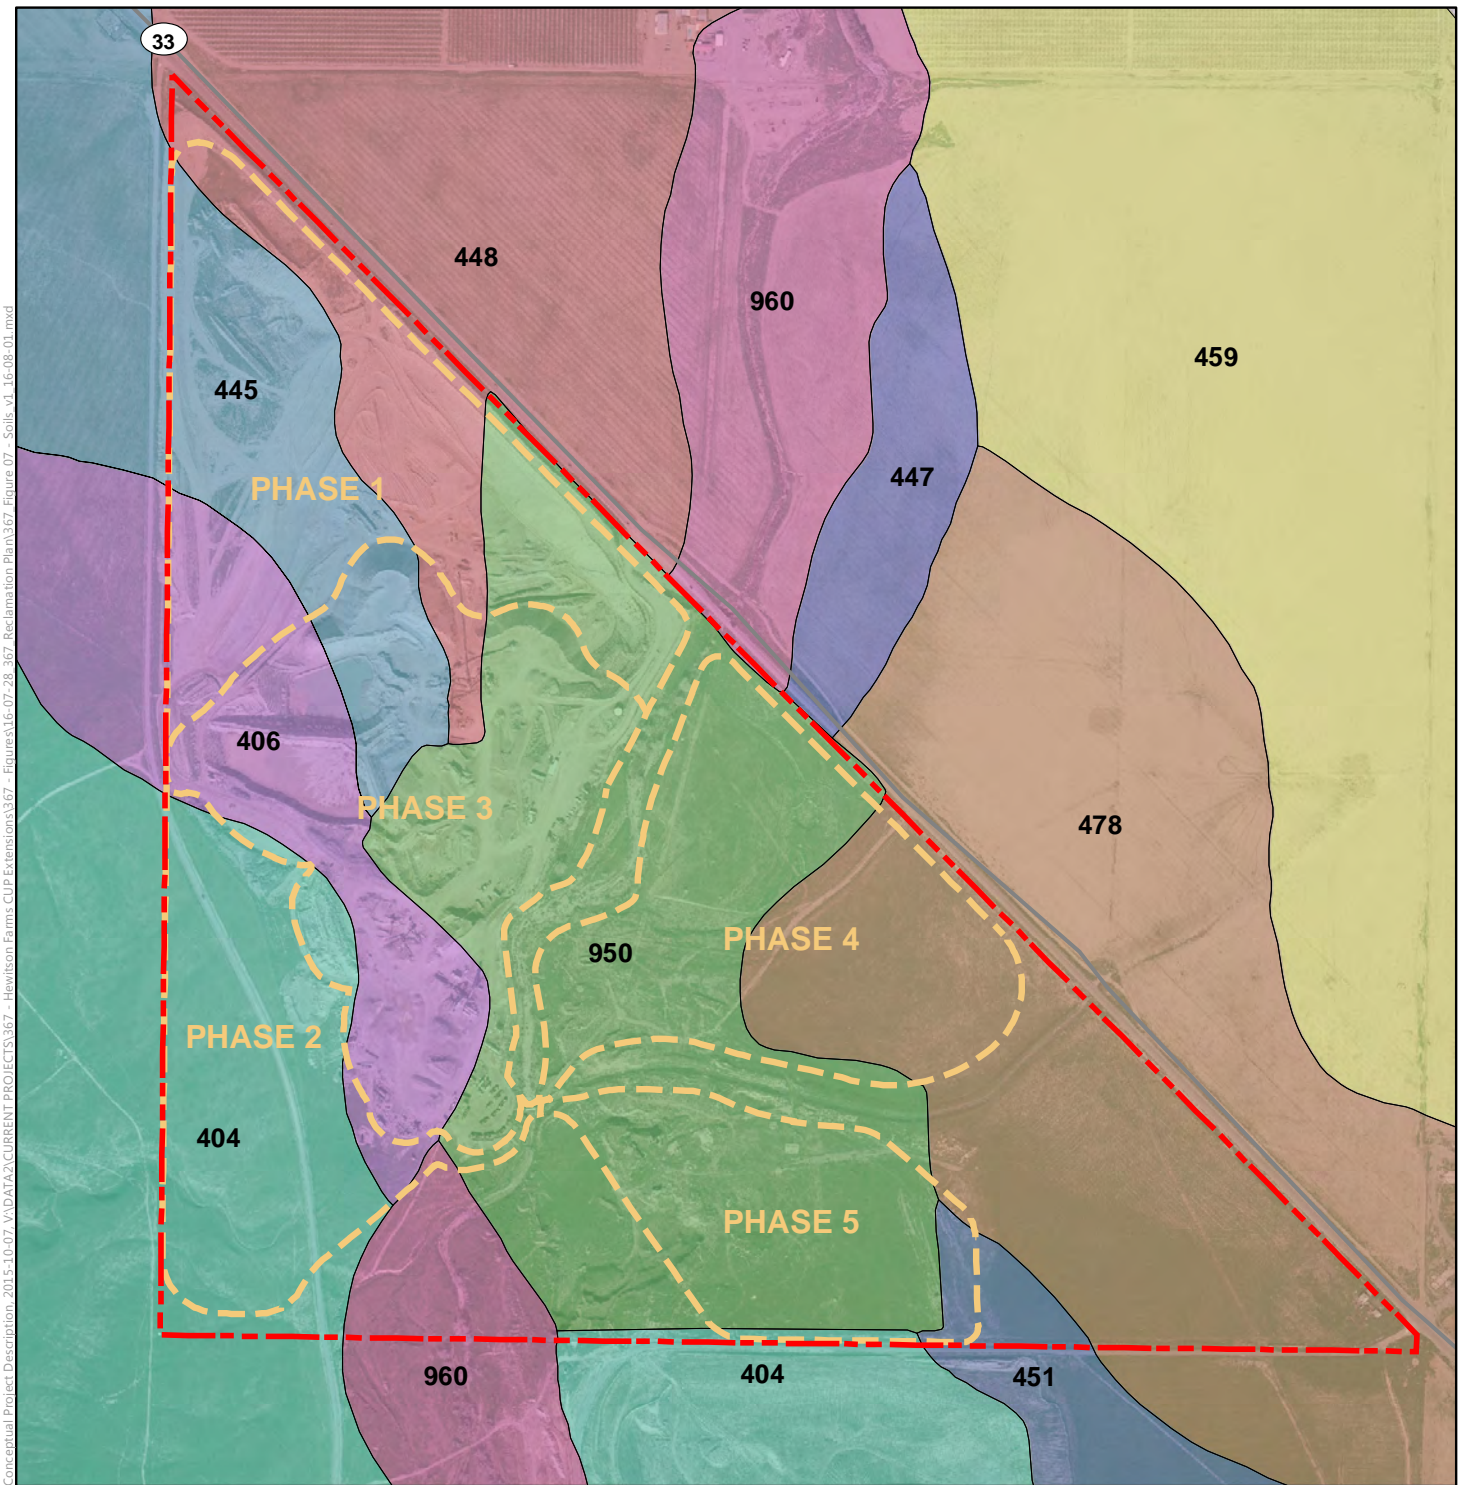 33
448
960
459
445
447
PHASE 1
406
PHASE 3
478
PHASE 4
950
PHASE 2
404
PHASE 5
960
404
451
Conceptual Project Description, 2015-10-07, V:\DATA2\CURRENT PROJECTS\367 - Hewitson Farms CUP Extensions\367 - Figures\16-07-28_367_Reclamation Plan\367_Figure 07 - Soils_v1_16-08-01.mxd